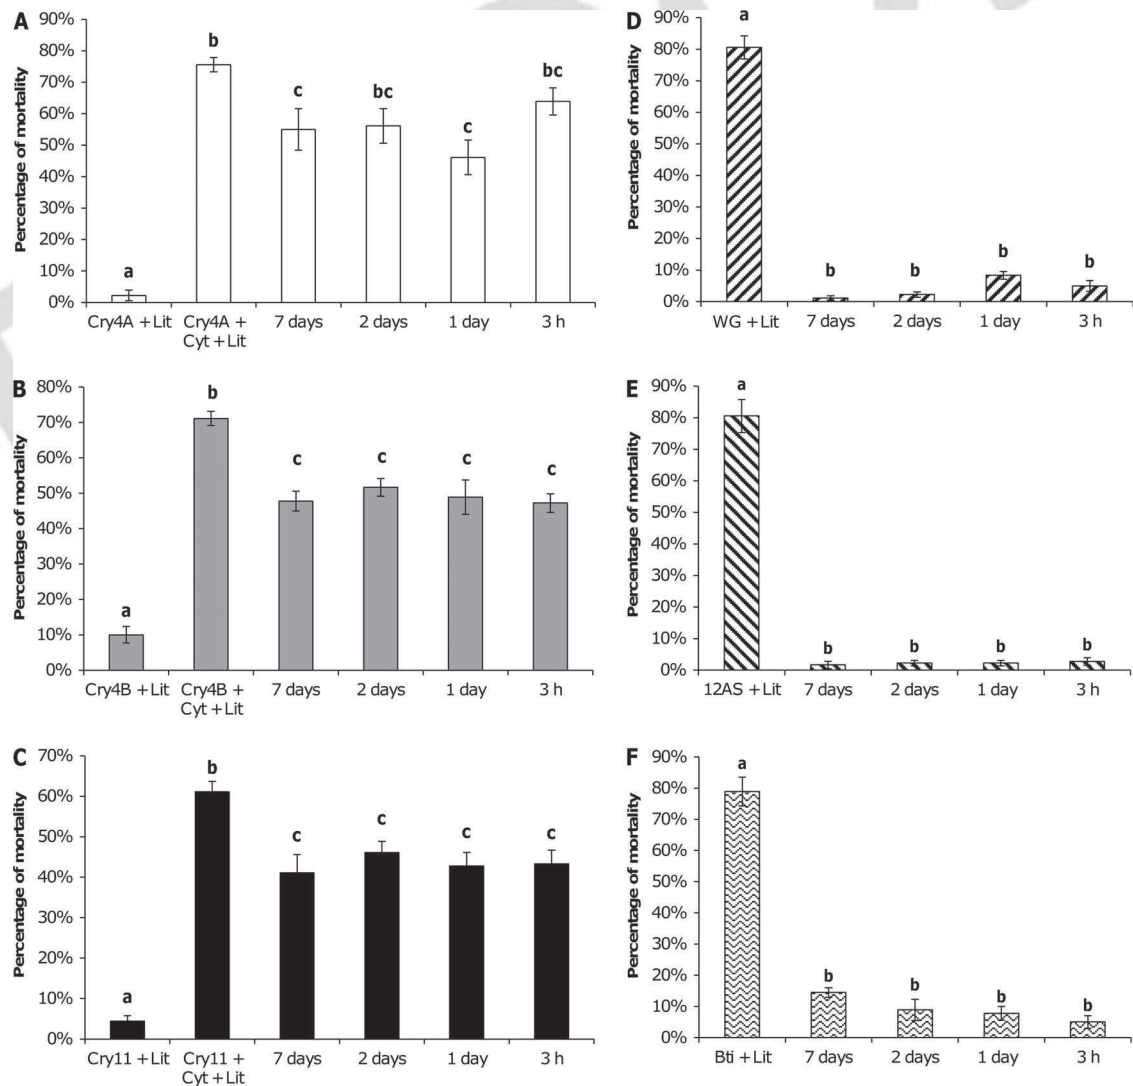 A
Percentage of mortality
90%
80%
70%
60%
50%
40%
30%
20%
10%
0%
a
b
c
bc
c
bc
Cry4A + Lit
Cry4A +
Cyt + Lit
7 days
2 days
1 day
3 h
B
Percentage of mortality
80%
70%
60%
50%
40%
30%
20%
10%
0%
a
b
c
c
c
c
Cry4B + Lit
Cry4B +
Cyt + Lit
7 days
2 days
1 day
3 h
C
Percentage of mortality
70%
60%
50%
40%
30%
20%
10%
0%
a
b
c
c
c
c
Cry11 + Lit
Cry11 +
Cyt + Lit
7 days
2 days
1 day
3 h
D
Percentage of mortality
90%
80%
70%
60%
50%
40%
30%
20%
10%
0%
a
b
b
b
b
WG + Lit
7 days
2 days
1 day
3 h
E
Percentage of mortality
90%
80%
70%
60%
50%
40%
30%
20%
10%
0%
a
b
b
b
b
12AS + Lit
7 days
2 days
1 day
3 h
F
Percentage of mortality
90%
80%
70%
60%
50%
40%
30%
20%
10%
0%
a
b
b
b
b
Bti + Lit
7 days
2 days
1 day
3 h